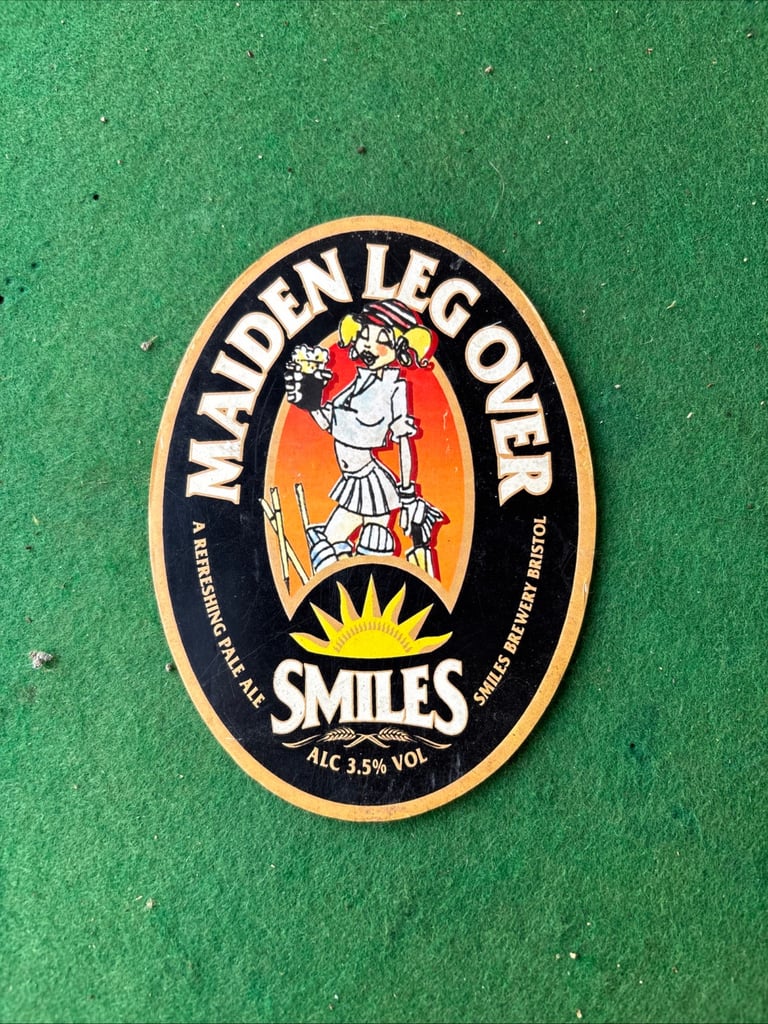 MAIDEN LEG OVER
A REFRESHING PALE ALE
SMILES BREWERY BRISTOL
SMILES
ALC 3.5% VOL